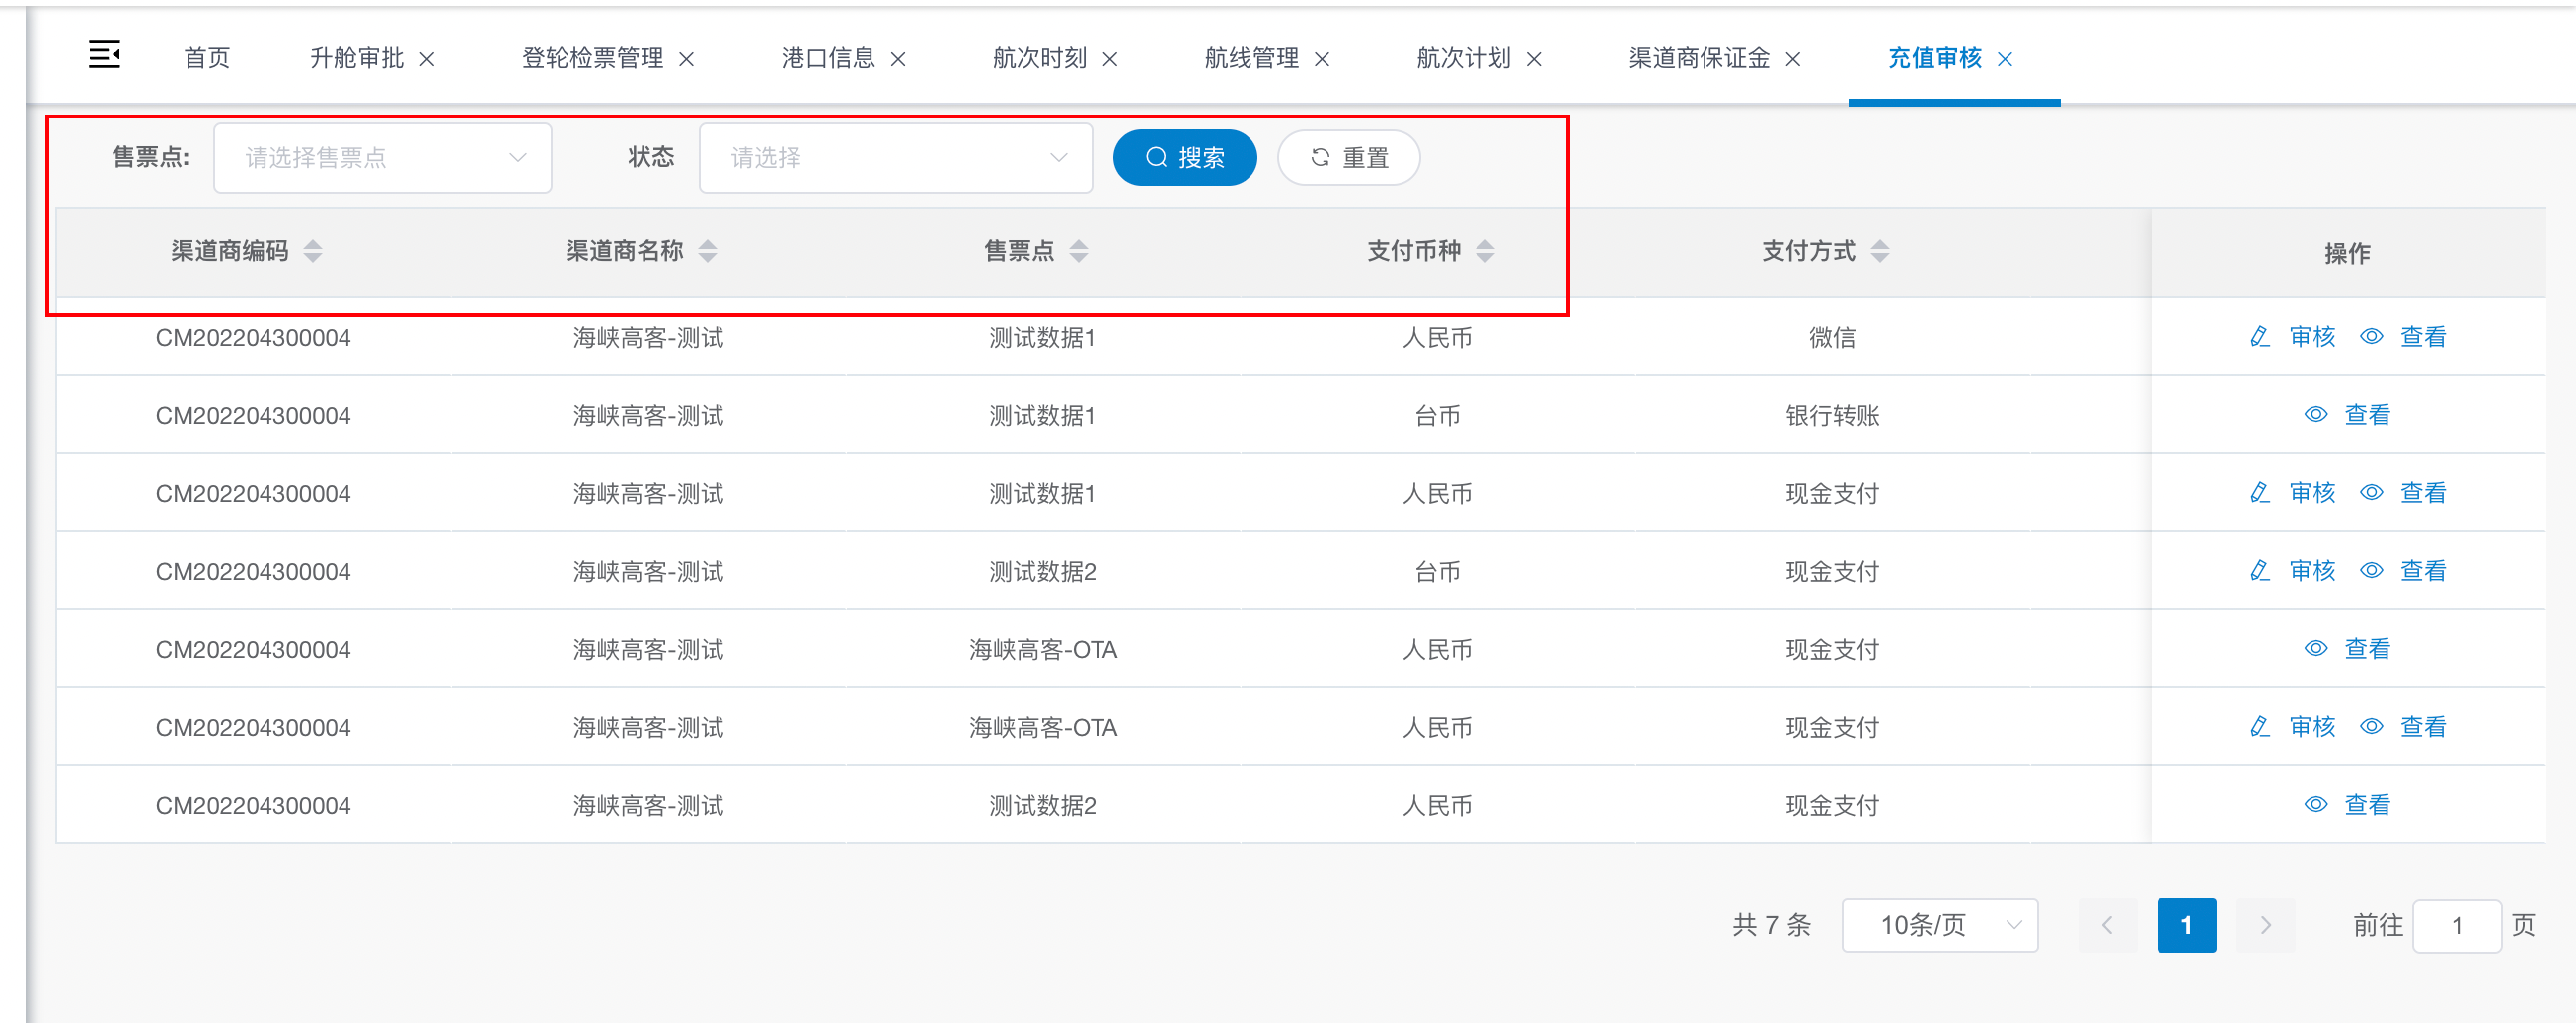 首页 升舱审批 登轮检票管理 港口信息 航次时刻 航线管理 航次计划 渠道商保证金 充值审核
售票点: 请选择售票点 状态 请选择 搜索 重置
渠道商编码 渠道商名称 售票点 支付币种 支付方式 操作
CM202204300004 海峡高客-测试 测试数据1 人民币 微信 审核 查看
CM202204300004 海峡高客-测试 测试数据1 台币 银行转账 查看
CM202204300004 海峡高客-测试 测试数据1 人民币 现金支付 审核 查看
CM202204300004 海峡高客-测试 测试数据2 台币 现金支付 审核 查看
CM202204300004 海峡高客-测试 海峡高客-OTA 人民币 现金支付 查看
CM202204300004 海峡高客-测试 海峡高客-OTA 人民币 现金支付 审核 查看
CM202204300004 海峡高客-测试 测试数据2 人民币 现金支付 查看
共 7 条 10条/页 1 前往 1 页